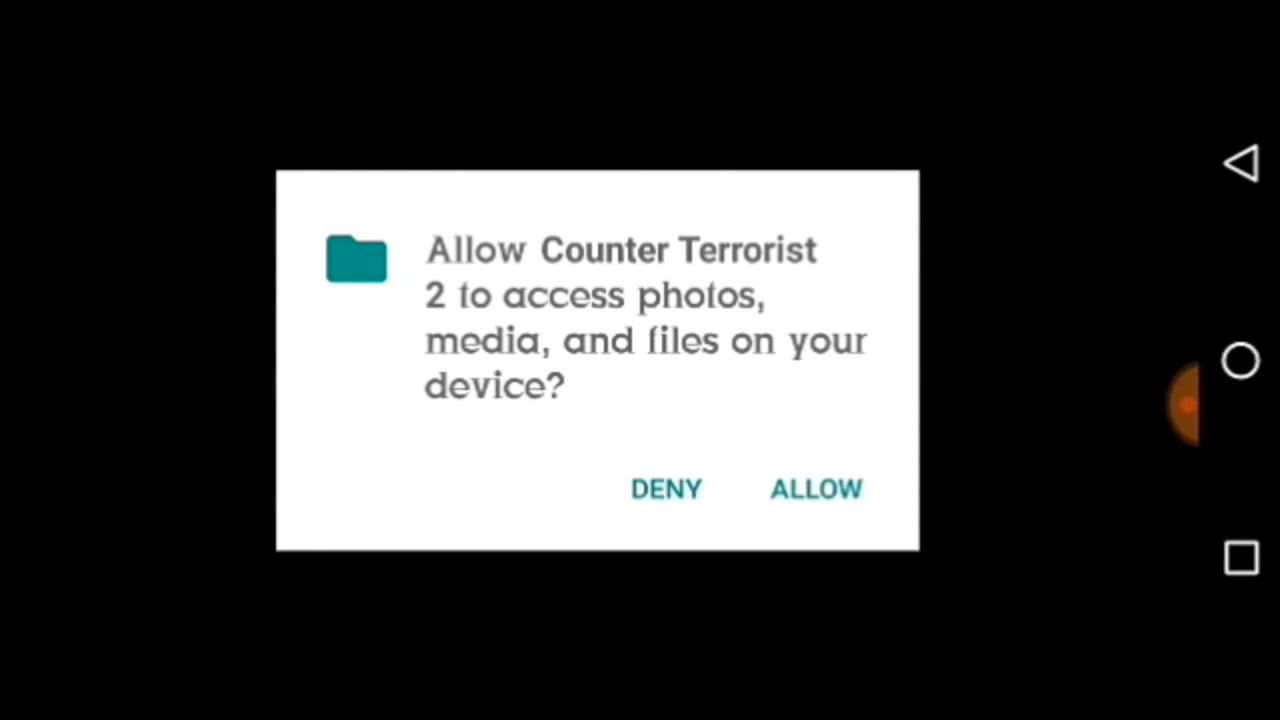 Allow Counter Terrorist
2 to access photos,
media, and files on your
device?
DENY ALLOW